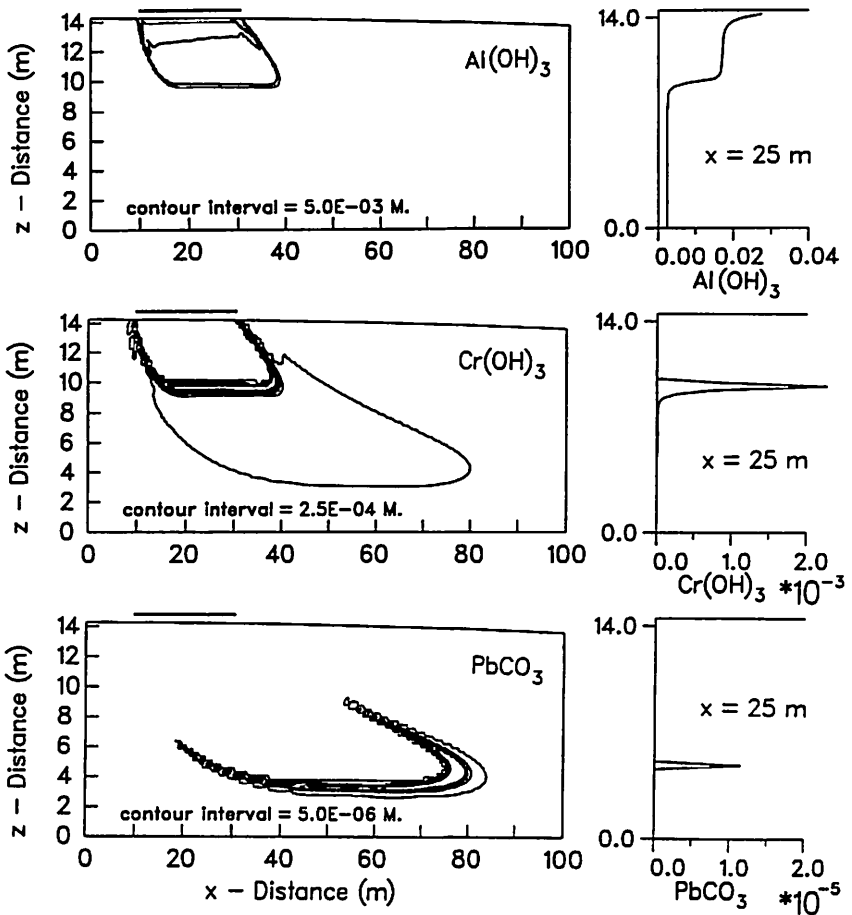 z – Distance (m)
14
12
10
8
6
4
2
0
Al(OH)3
contour interval = 5.0E–03 M.
0 20 40 60 80 100
14.0
0.0
x = 25 m
0.00 0.02 0.04
Al(OH)3
z – Distance (m)
14
12
10
8
6
4
2
0
Cr(OH)3
contour interval = 2.5E–04 M.
0 20 40 60 80 100
14.0
0.0
x = 25 m
0.0 1.0 2.0
Cr(OH)3 *10−3
z – Distance (m)
14
12
10
8
6
4
2
0
PbCO3
contour interval = 5.0E–06 M.
0 20 40 60 80 100
x – Distance (m)
14.0
0.0
x = 25 m
0.0 1.0 2.0
PbCO3 *10−5